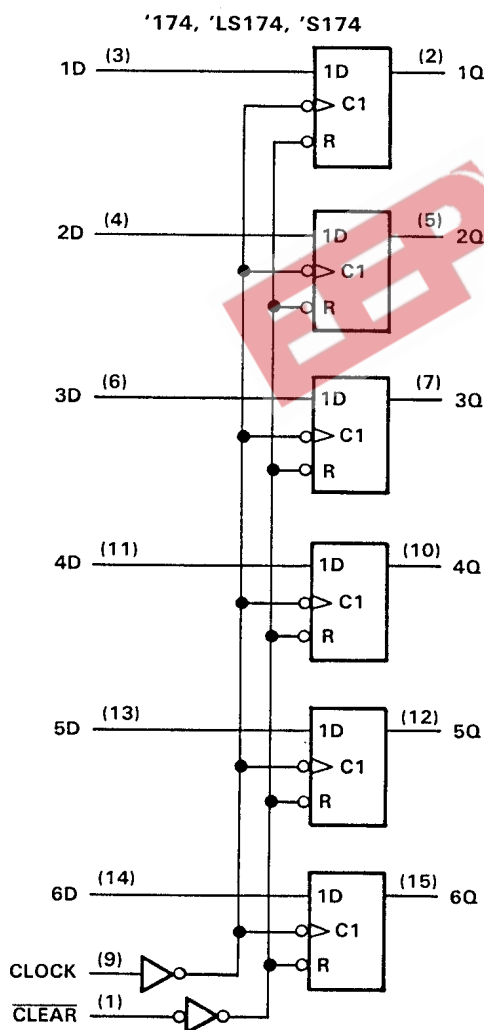 '174, 'LS174, 'S174
1D (3) 1D (2) 1Q
C1
R
2D (4) 1D (5) 2Q
C1
R
3D (6) 1D (7) 3Q
C1
R
4D (11) 1D (10) 4Q
C1
R
5D (13) 1D (12) 5Q
C1
R
6D (14) 1D (15) 6Q
C1
R
CLOCK (9)
CLEAR (1)